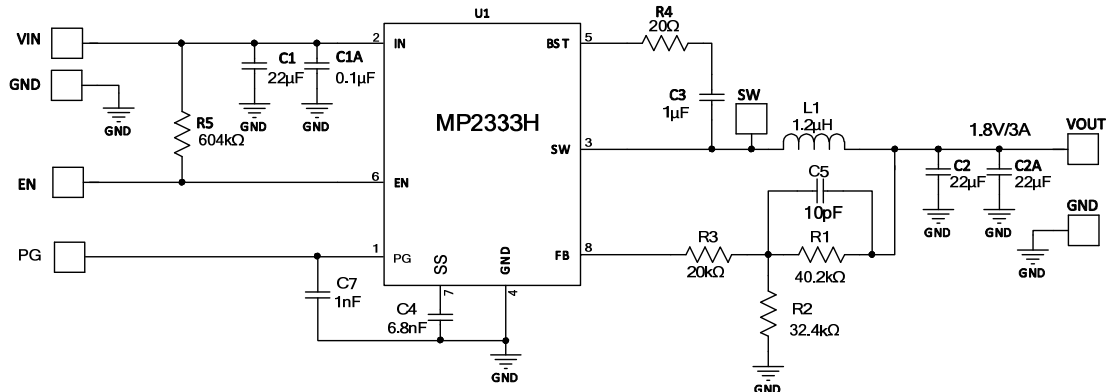 U1
R4
20Ω
VIN
2
IN
BST
5
C1
22µF
C1A
0.1µF
GND
GND
GND
GND
R5
604kΩ
C3
1µF
SW
L1
1.2µH
1.8V/3A
VOUT
MP2333H
SW
3
EN
6
EN
C5
10pF
C2
22µF
C2A
22µF
GND
GND
GND
GND
PG
1
PG
SS
GND
FB
8
R3
20kΩ
R1
40.2kΩ
C7
1nF
C4
6.8nF
7
4
R2
32.4kΩ
GND
GND